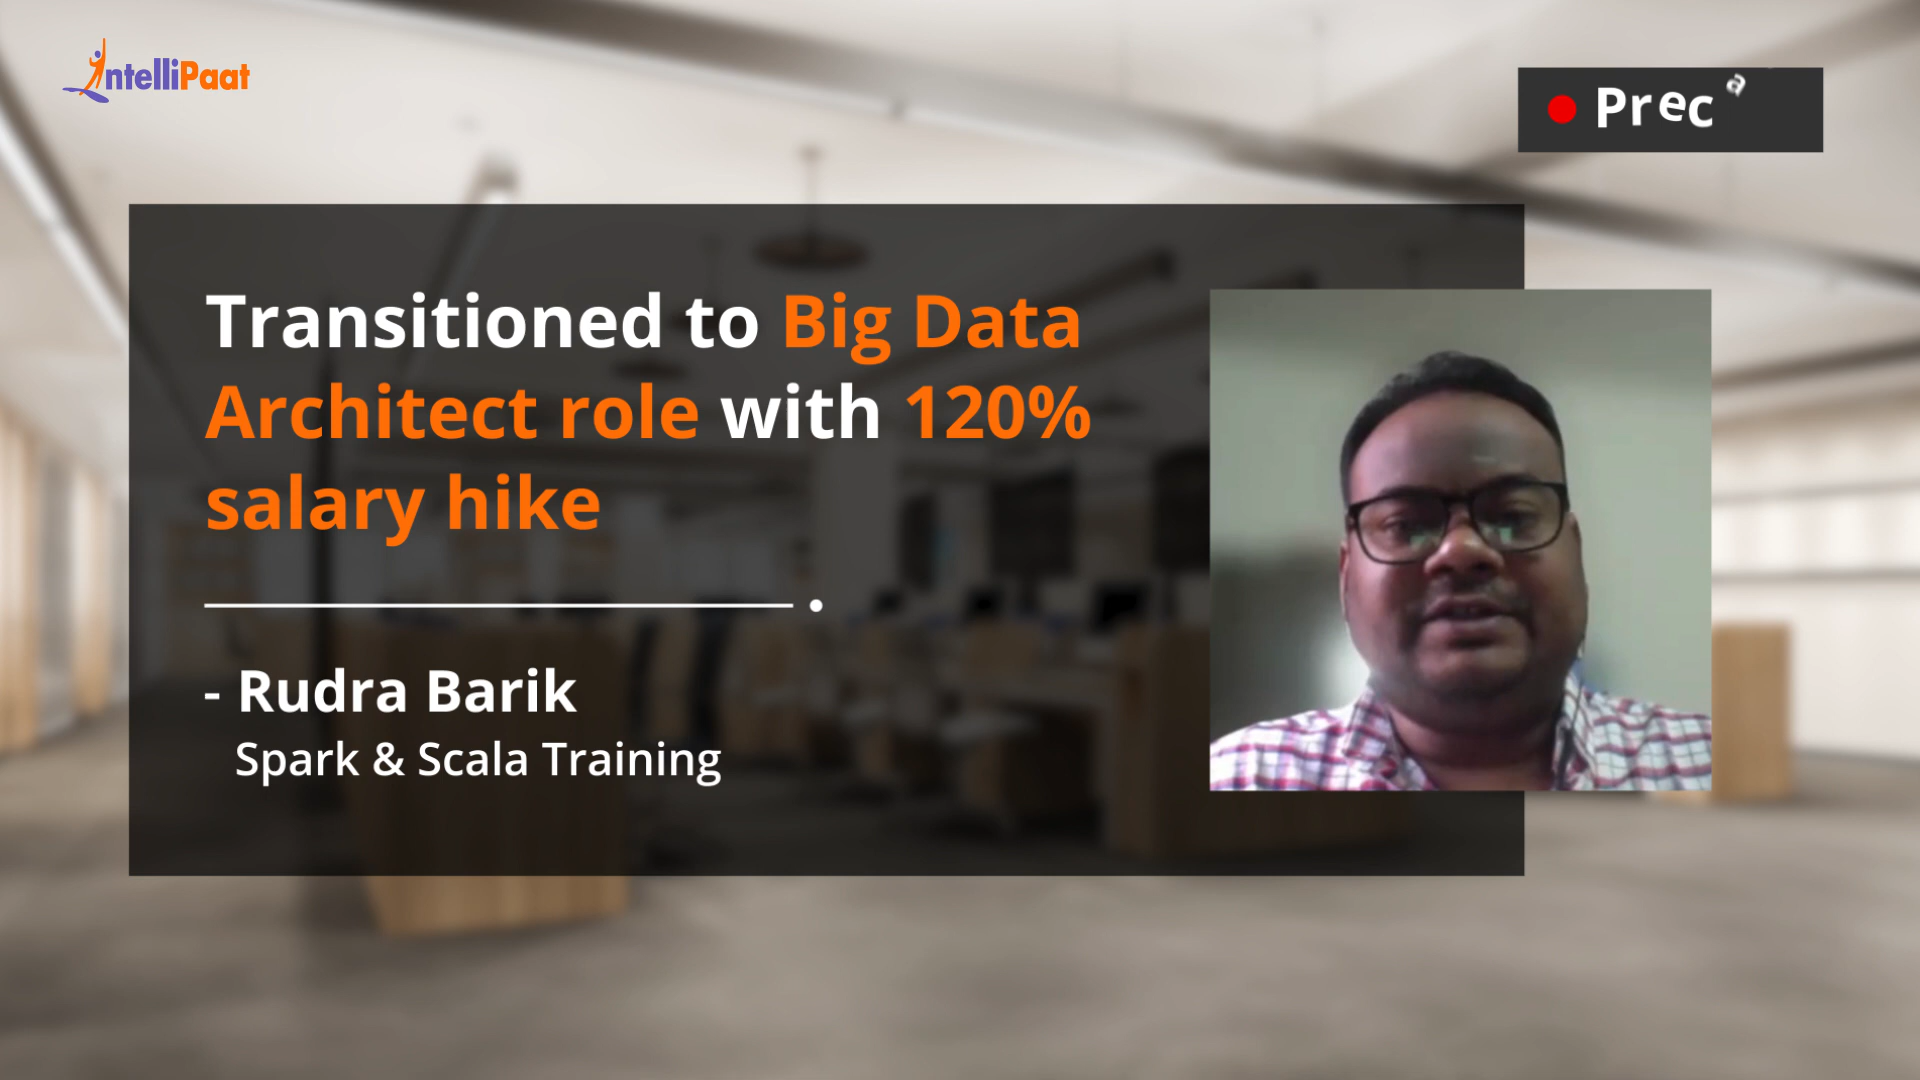 IntelliPaat
Prec a
Transitioned to Big Data
Architect role with 120%
salary hike
- Rudra Barik
Spark & Scala Training